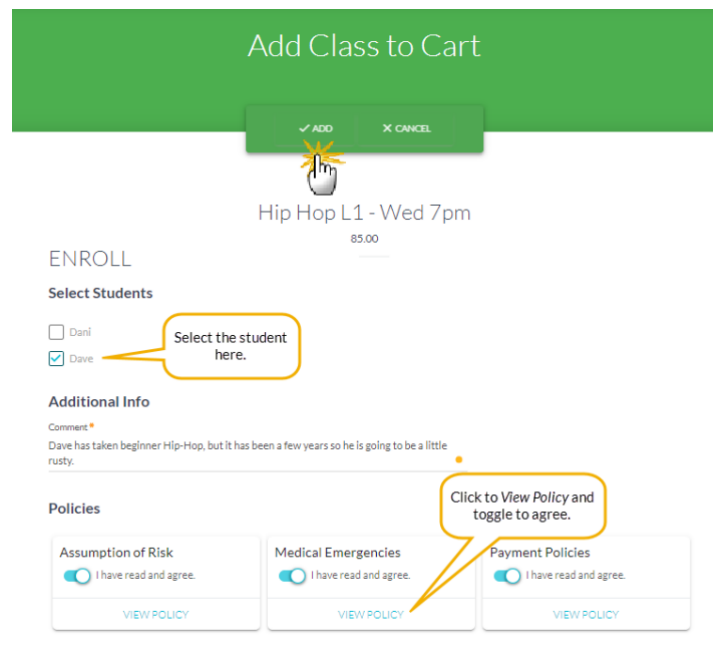 Add Class to Cart
ADD CANCEL
Hip Hop L1 - Wed 7pm
85.00
ENROLL
Select Students
Dani
Dave
Select the student
here.
Additional Info
Comment
Dave has taken beginner Hip-Hop, but it has been a few years so he is going to be a little
rusty.
Click to View Policy and
toggle to agree.
Policies
Assumption of Risk
I have read and agree.
VIEW POLICY
Medical Emergencies
I have read and agree.
VIEW POLICY
Payment Policies
I have read and agree.
VIEW POLICY